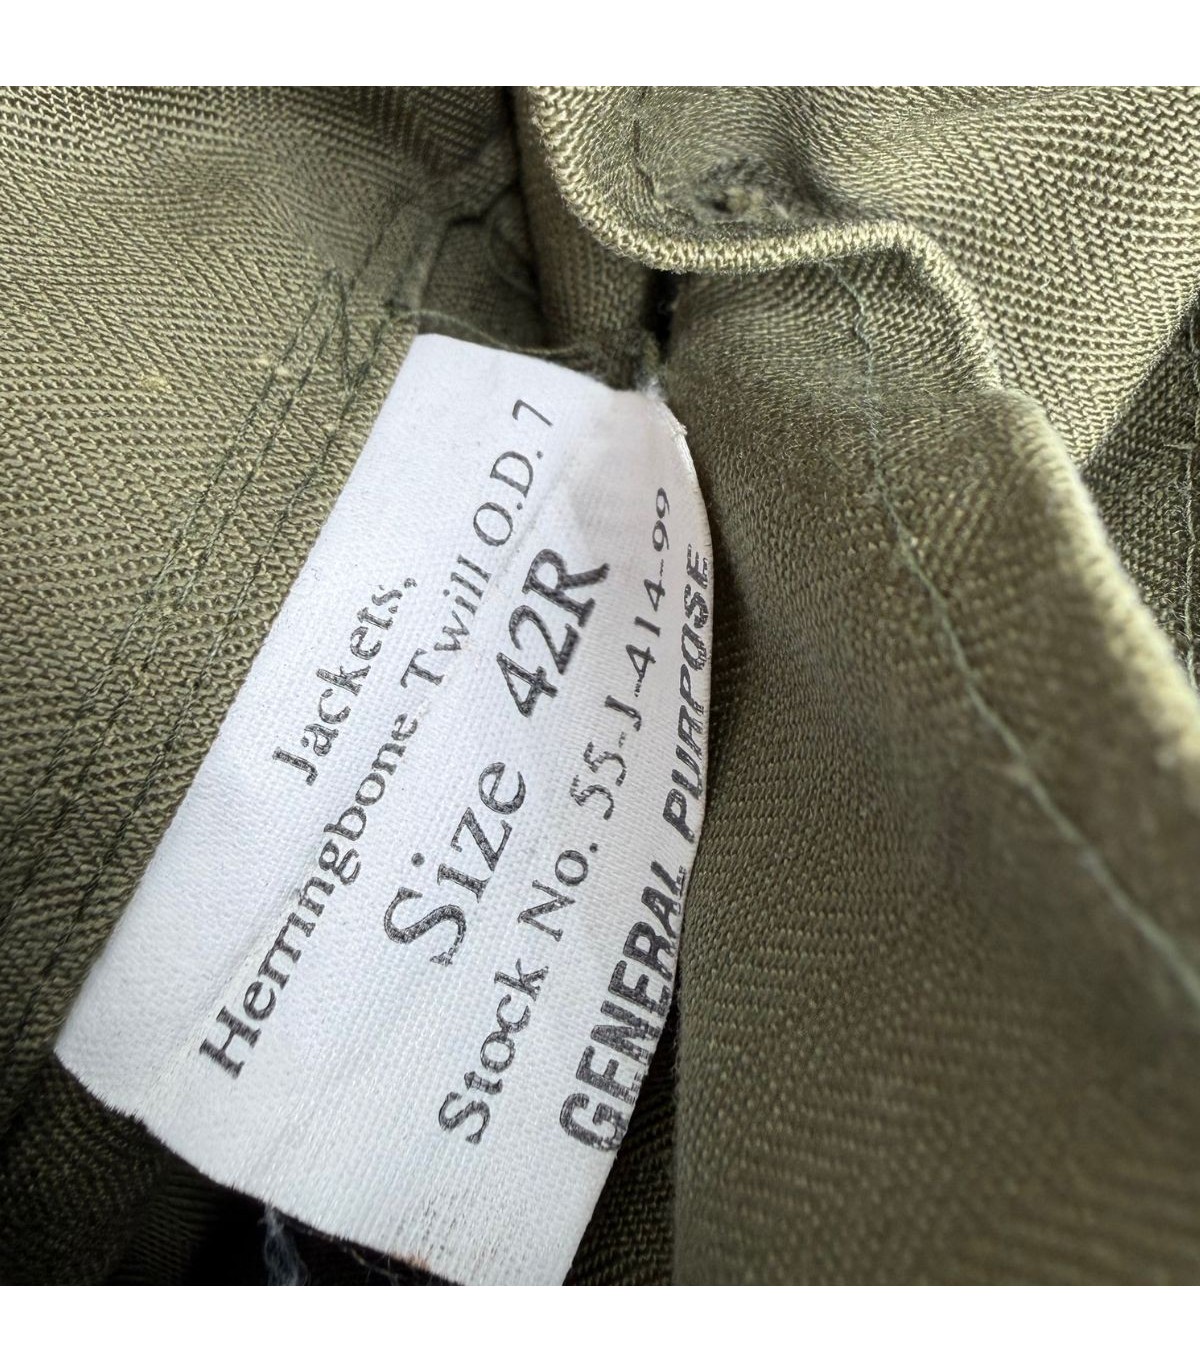 Jackets,
Herringbone Twill O.D. 7
Size 42R
Stock No. 55-J-414-99
GENERAL PURPOSE